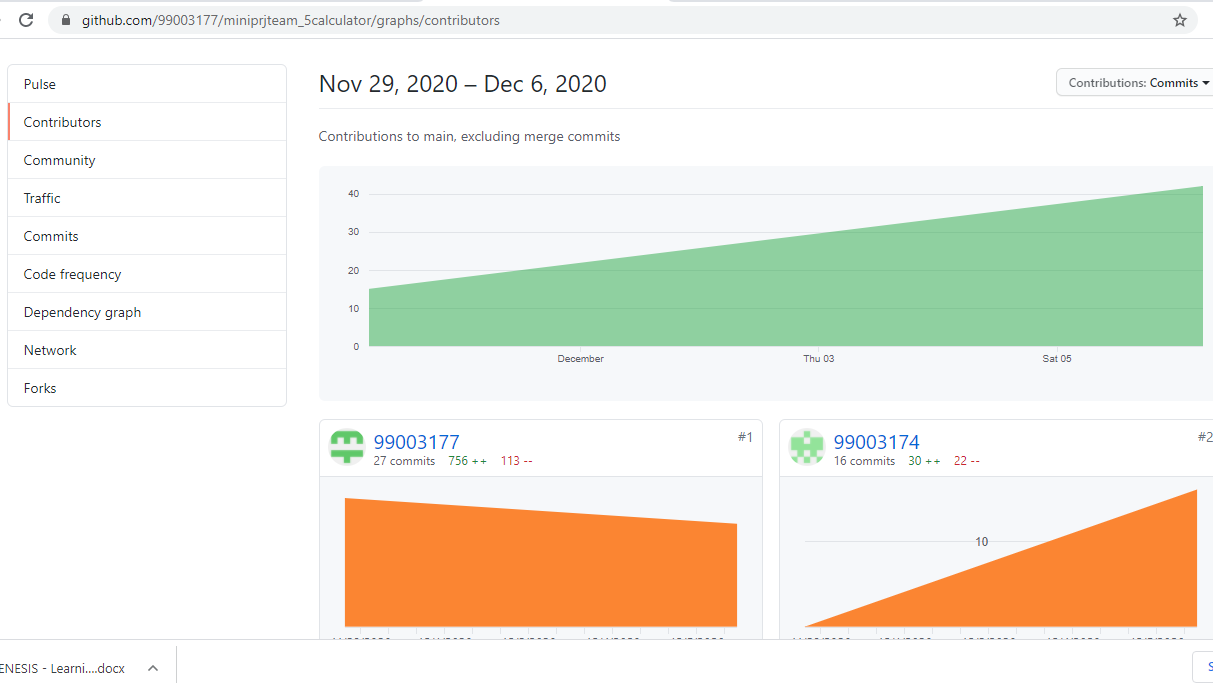 github.com/99003177/miniprjteam_5calculator/graphs/contributors
Pulse
Contributors
Community
Traffic
Commits
Code frequency
Dependency graph
Network
Forks
Nov 29, 2020 – Dec 6, 2020
Contributions: Commits
Contributions to main, excluding merge commits
40
30
20
10
0
December
Thu 03
Sat 05
99003177
#1
27 commits 756 ++ 113 --
99003174
#2
16 commits 30 ++ 22 --
10
ENESIS - Learni....docx
S